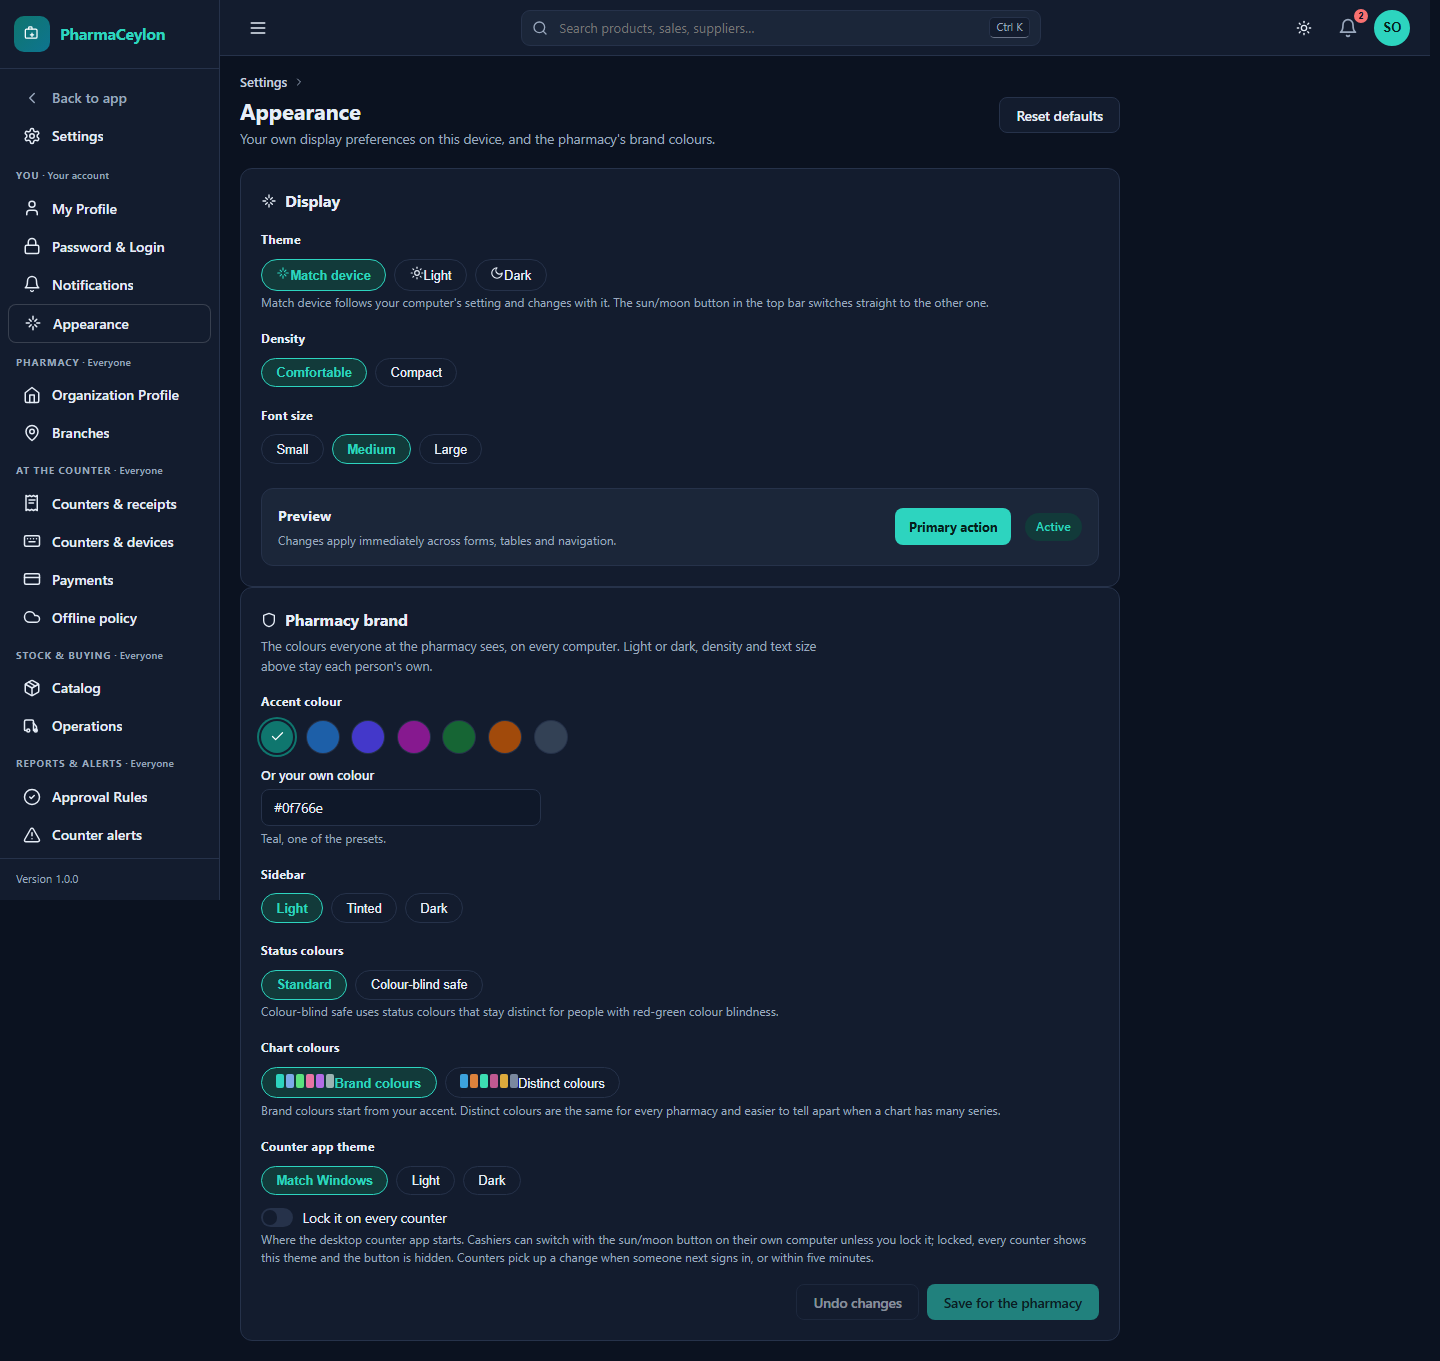 PharmaCeylon
Search products, sales, suppliers...
Ctrl K
2
SO
Back to app
Settings
YOU · Your account
My Profile
Password & Login
Notifications
Appearance
PHARMACY · Everyone
Organization Profile
Branches
AT THE COUNTER · Everyone
Counters & receipts
Counters & devices
Payments
Offline policy
STOCK & BUYING · Everyone
Catalog
Operations
REPORTS & ALERTS · Everyone
Approval Rules
Counter alerts
Version 1.0.0
Settings
Appearance
Your own display preferences on this device, and the pharmacy's brand colours.
Reset defaults
Display
Theme
Match device
Light
Dark
Match device follows your computer's setting and changes with it. The sun/moon button in the top bar switches straight to the other one.
Density
Comfortable
Compact
Font size
Small
Medium
Large
Preview
Changes apply immediately across forms, tables and navigation.
Primary action
Active
Pharmacy brand
The colours everyone at the pharmacy sees, on every computer. Light or dark, density and text size
above stay each person's own.
Accent colour
Or your own colour
#0f766e
Teal, one of the presets.
Sidebar
Light
Tinted
Dark
Status colours
Standard
Colour-blind safe
Colour-blind safe uses status colours that stay distinct for people with red-green colour blindness.
Chart colours
Brand colours
Distinct colours
Brand colours start from your accent. Distinct colours are the same for every pharmacy and easier to tell apart when a chart has many series.
Counter app theme
Match Windows
Light
Dark
Lock it on every counter
Where the desktop counter app starts. Cashiers can switch with the sun/moon button on their own computer unless you lock it; locked, every counter shows
this theme and the button is hidden. Counters pick up a change when someone next signs in, or within five minutes.
Undo changes
Save for the pharmacy